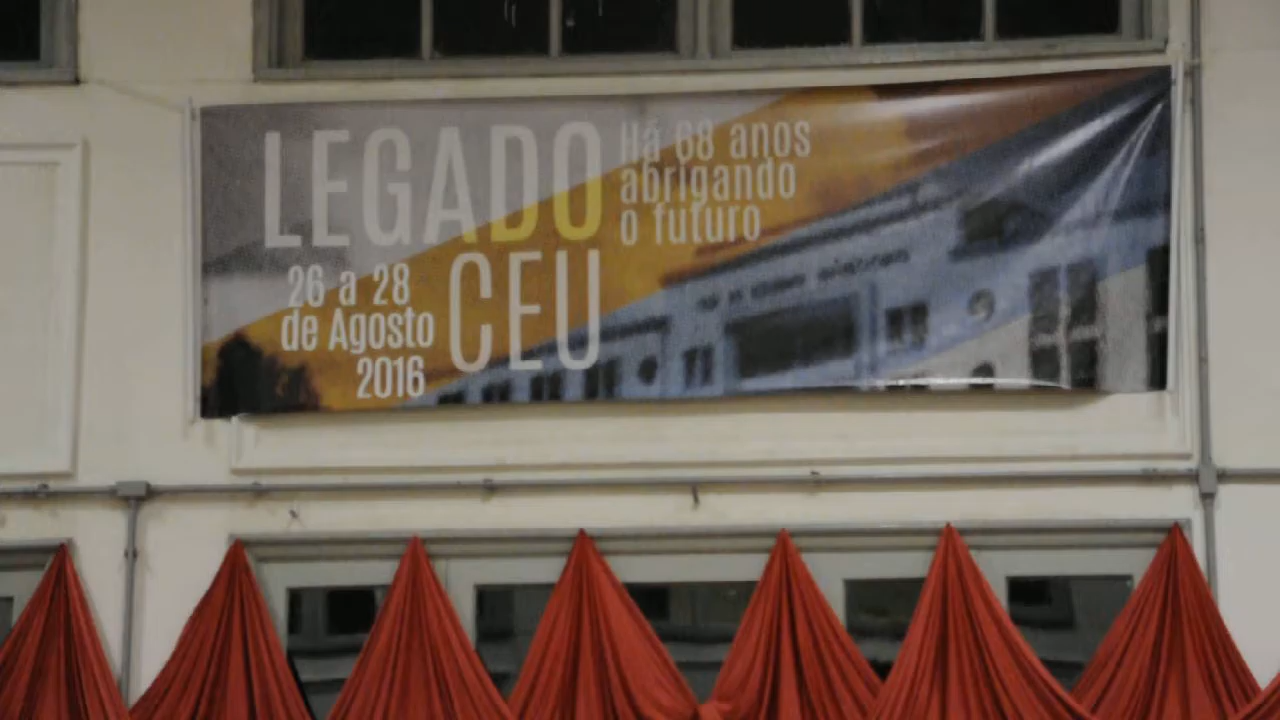 LEGADO
Há 68 anos
abrigando
o futuro
26 a 28
de Agosto
2016
CEU